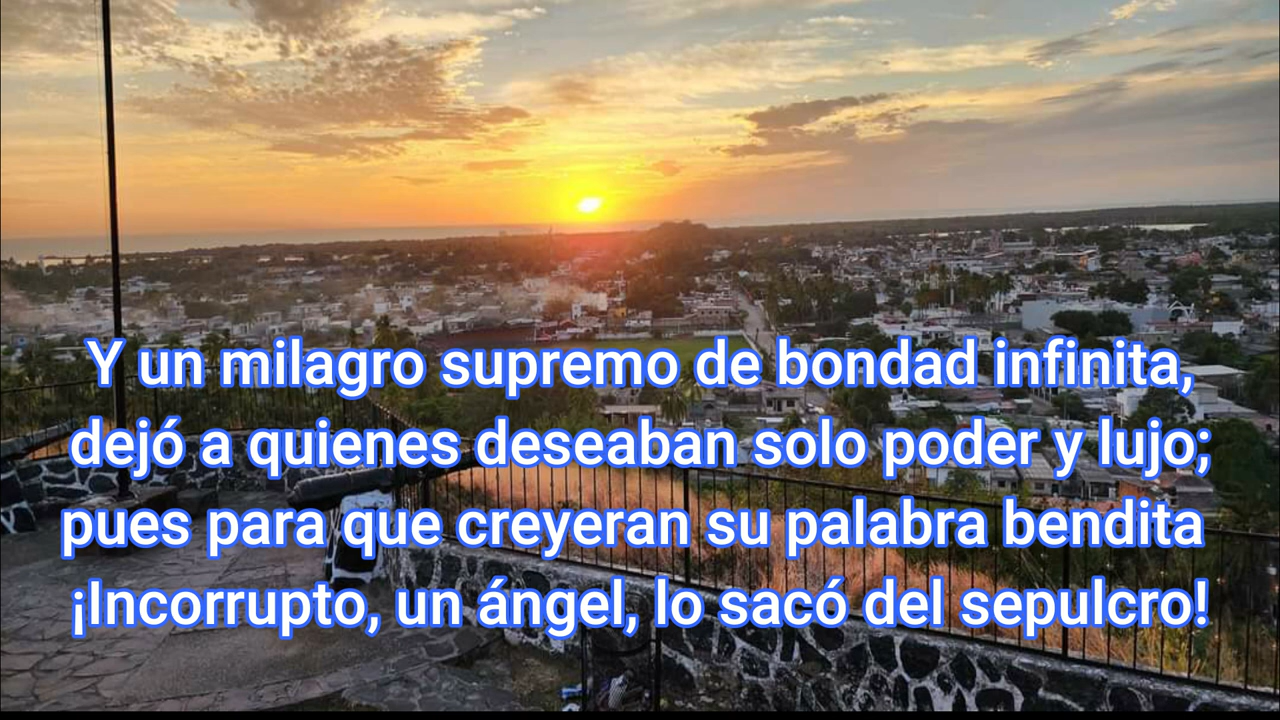 Y un milagro supremo de bondad infinita,
dejó a quienes deseaban solo poder y lujo;
pues para que creyeran su palabra bendita
¡Incorrupto, un ángel, lo sacó del sepulcro!